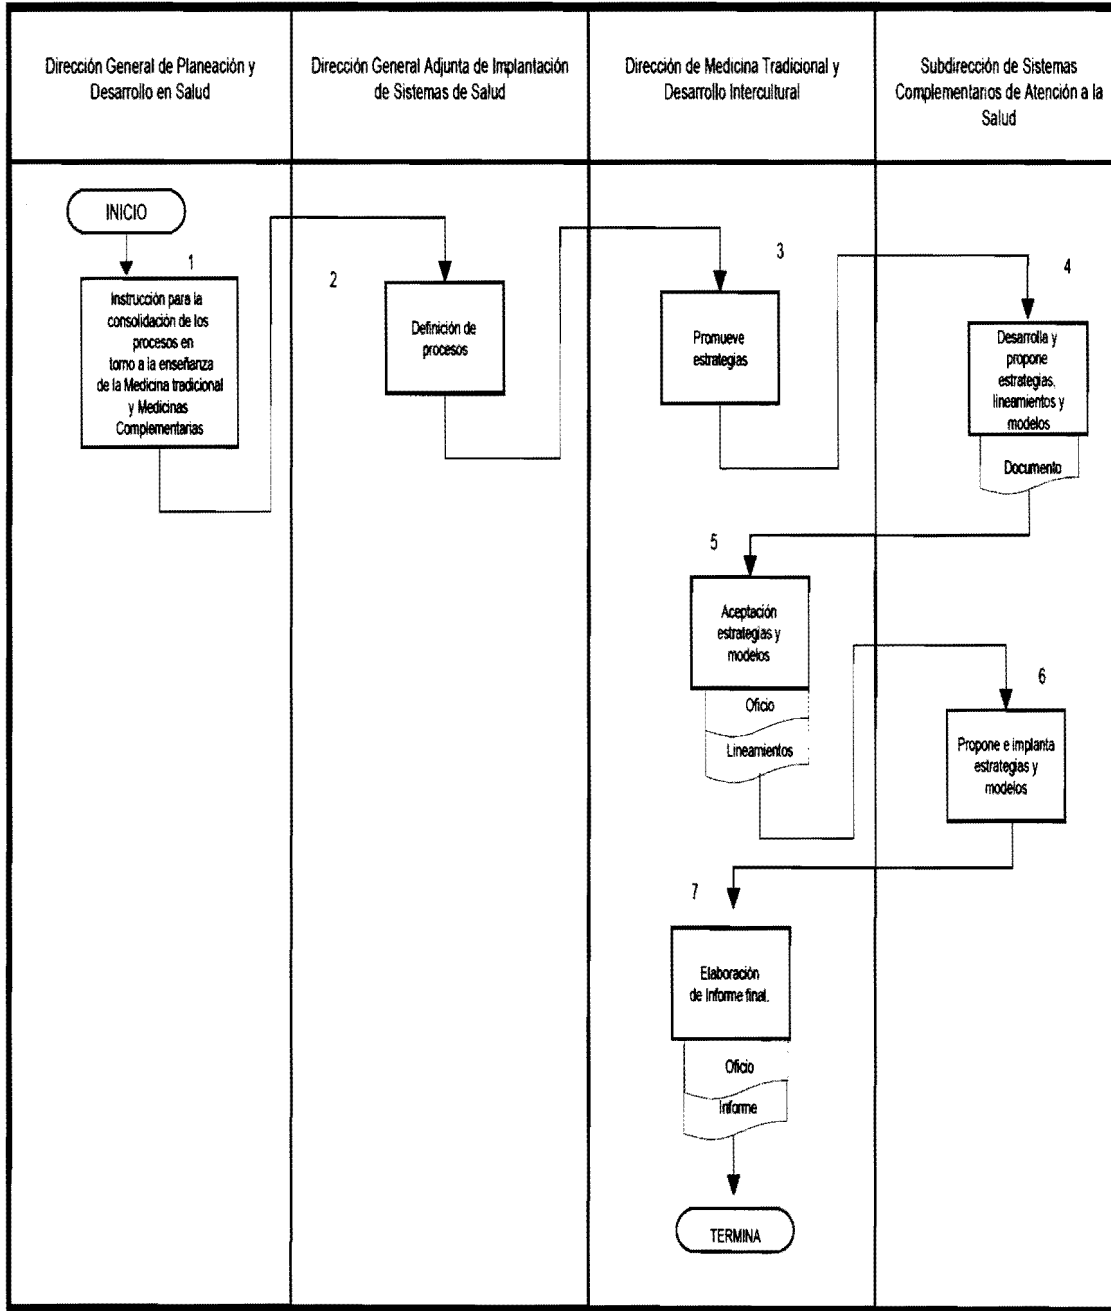 Dirección General de Planeación y
Desarrollo en Salud
Dirección General Adjunta de Implantación
de Sistemas de Salud
Dirección de Medicina Tradicional y
Desarrollo Intercultural
Subdirección de Sistemas
Complementarios de Atención a la
Salud
INICIO
1
Instrucción para la
consolidación de los
procesos en
torno a la enseñanza
de la Medicina tradicional
y Medicinas
Complementarias
2
Definición de
procesos
3
Promueve
estrategias
4
Desarrolla y
propone
estrategias,
lineamientos y
modelos
Documento
5
Aceptación
estrategias y
modelos
Oficio
Lineamientos
6
Propone e implanta
estrategias y
modelos
7
Elaboración
de Informe final.
Oficio
Informe
TERMINA